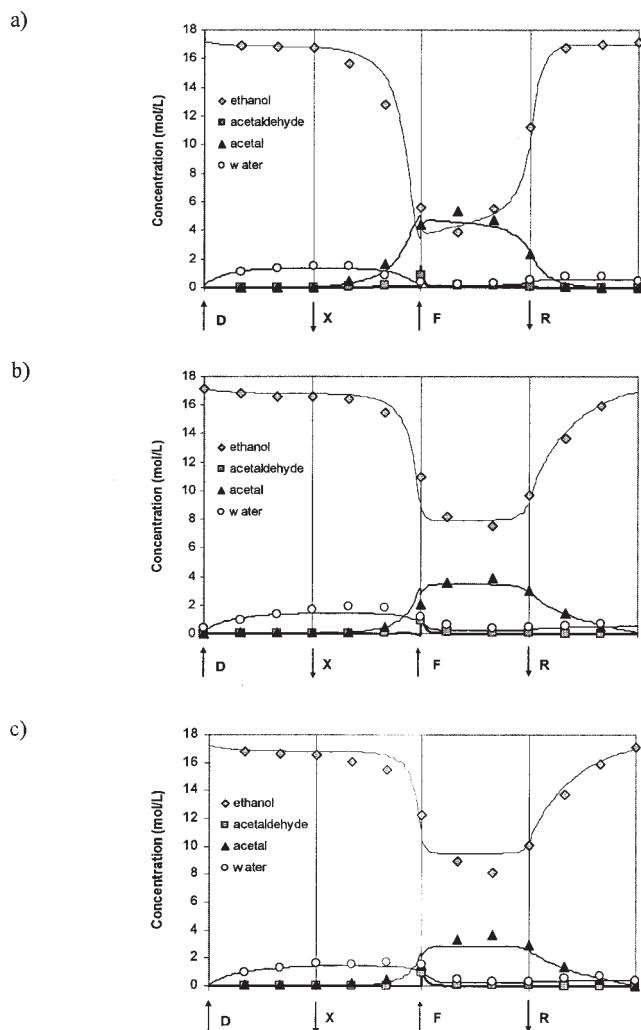 a)
Concentration (mol/L)
18
16
14
12
10
8
6
4
2
0
ethanol
acetaldehyde
acetal
water
D X F R
b)
Concentration (mol/L)
18
16
14
12
10
8
6
4
2
0
ethanol
acetaldehyde
acetal
water
D X F R
c)
Concentration (mol/L)
18
16
14
12
10
8
6
4
2
0
ethanol
acetaldehyde
acetal
water
D X F R